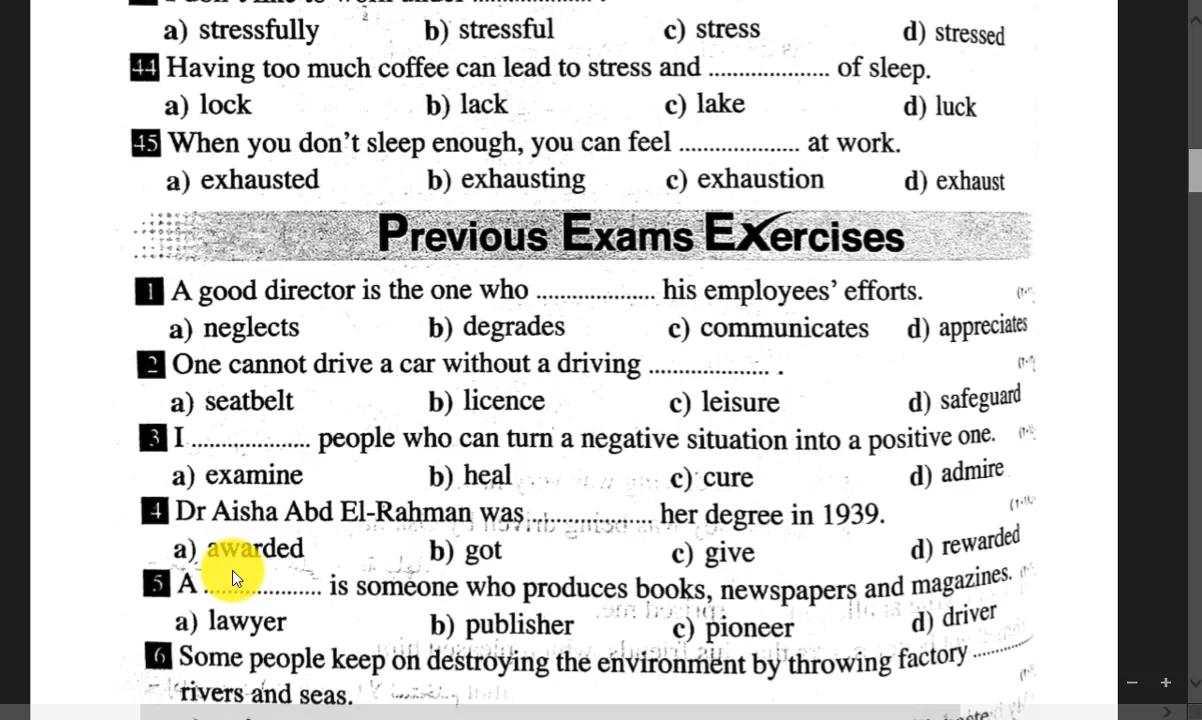 a) stressfully b) stressful c) stress d) stressed
44 Having too much coffee can lead to stress and .................... of sleep.
a) lock b) lack c) lake d) luck
45 When you don't sleep enough, you can feel .................... at work.
a) exhausted b) exhausting c) exhaustion d) exhaust
Previous Exams EXercises
1 A good director is the one who .................... his employees' efforts.
a) neglects b) degrades c) communicates d) appreciates
2 One cannot drive a car without a driving .................... .
a) seatbelt b) licence c) leisure d) safeguard
3 I .................... people who can turn a negative situation into a positive one.
a) examine b) heal c) cure d) admire
4 Dr Aisha Abd El-Rahman was .................... her degree in 1939.
a) awarded b) got c) give d) rewarded
5 A .................... is someone who produces books, newspapers and magazines.
a) lawyer b) publisher c) pioneer d) driver
6 Some people keep on destroying the environment by throwing factory ..........
rivers and seas.